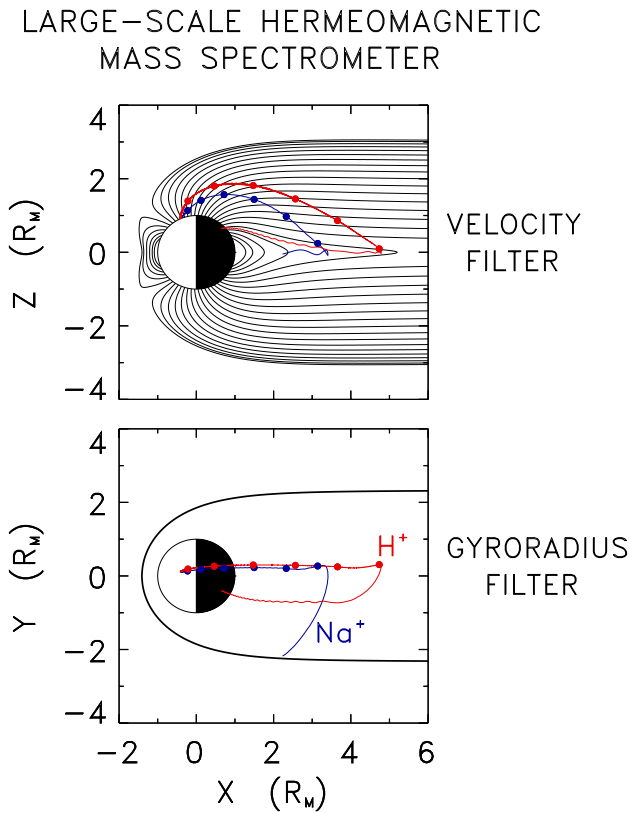 LARGE-SCALE HERMEOMAGNETIC
MASS SPECTROMETER
4
2
0
-2
-4
Z (R_M)
VELOCITY
FILTER
4
2
0
-2
-4
Y (R_M)
H⁺
Na⁺
GYRORADIUS
FILTER
-2 0 2 4 6
X (R_M)